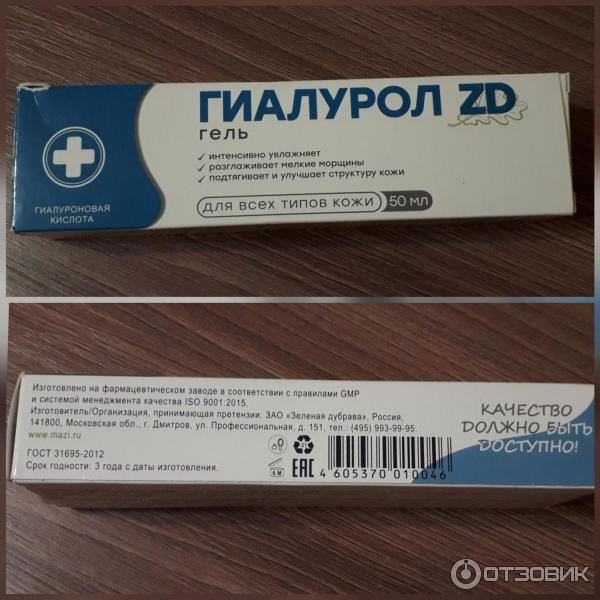 ГИАЛУРОЛ ZD
гель
✓ интенсивно увлажняет
✓ разглаживает мелкие морщины
✓ подтягивает и улучшает структуру кожи
для всех типов кожи 50 мл
ГИАЛУРОНОВАЯ
КИСЛОТА
Изготовлено на фармацевтическом заводе в соответствии с правилами GMP
и системой менеджмента качества ISO 9001:2015.
Изготовитель/Организация, принимающая претензии: ЗАО «Зеленая дубрава», Россия,
141800, Московская обл., г. Дмитров, ул. Профессиональная, д. 151, тел.: (495) 993-99-95.
www.mazi.ru
ГОСТ 31695-2012
Срок годности: 3 года с даты изготовления.
EAC
4 605370 010046
КАЧЕСТВО
ДОЛЖНО БЫТЬ
ДОСТУПНО!
ОТЗОВИК